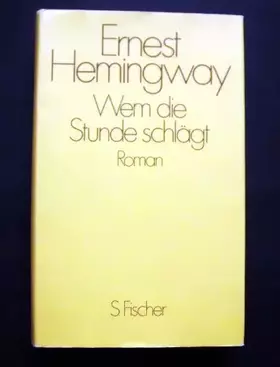 Ernest
Hemingway
Wem die
Stunde schlägt
Roman
S Fischer